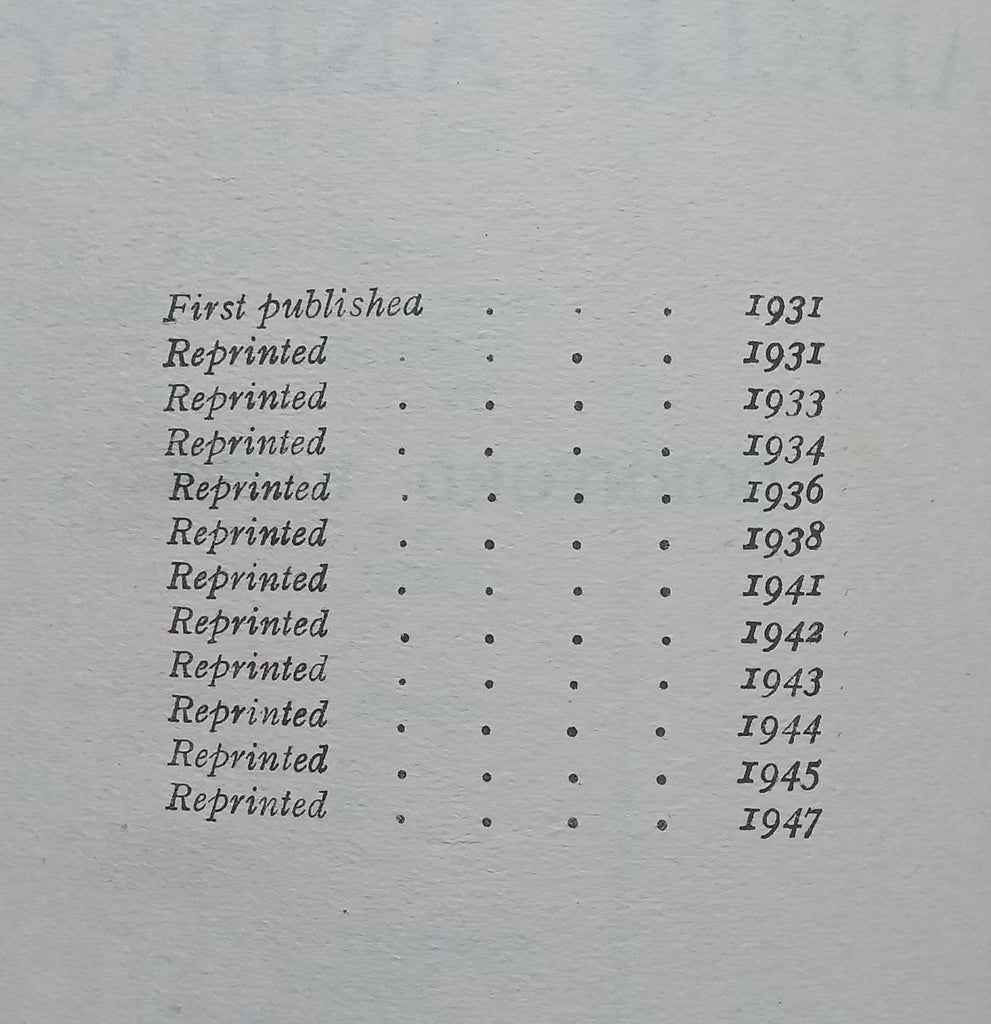 First published . . . 1931
Reprinted . . . . 1931
Reprinted . . . . 1933
Reprinted . . . . 1934
Reprinted . . . . 1936
Reprinted . . . . 1938
Reprinted . . . . 1941
Reprinted . . . . 1942
Reprinted . . . . 1943
Reprinted . . . . 1944
Reprinted . . . . 1945
Reprinted . . . . 1947